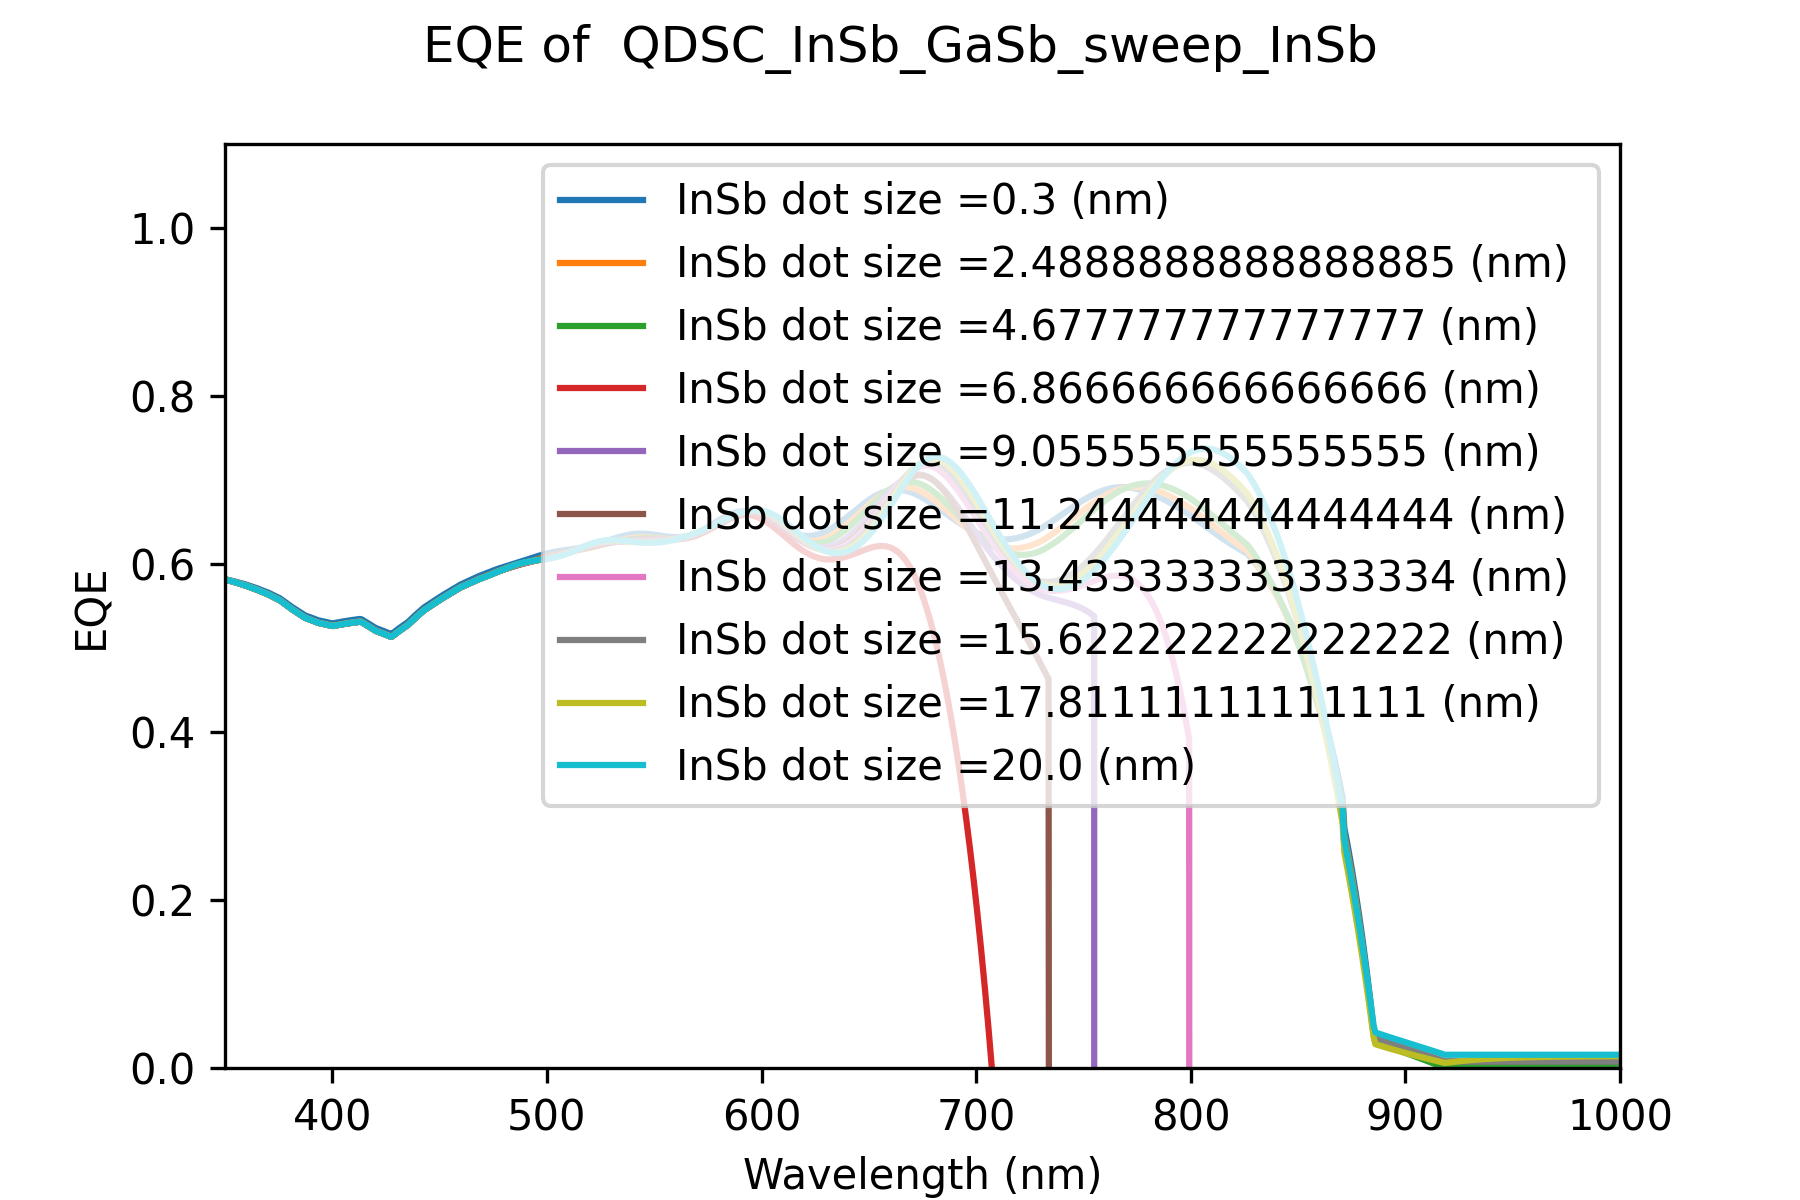 EQE of  QDSC_InSb_GaSb_sweep_InSb
InSb dot size =0.3 (nm)
InSb dot size =2.4888888888888885 (nm)
InSb dot size =4.677777777777777 (nm)
InSb dot size =6.866666666666666 (nm)
InSb dot size =9.055555555555555 (nm)
InSb dot size =11.244444444444444 (nm)
InSb dot size =13.433333333333334 (nm)
InSb dot size =15.622222222222222 (nm)
InSb dot size =17.81111111111111 (nm)
InSb dot size =20.0 (nm)
1.0
0.8
0.6
0.4
0.2
0.0
EQE
400 500 600 700 800 900 1000
Wavelength (nm)